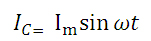 I_C = I_m sin ωt